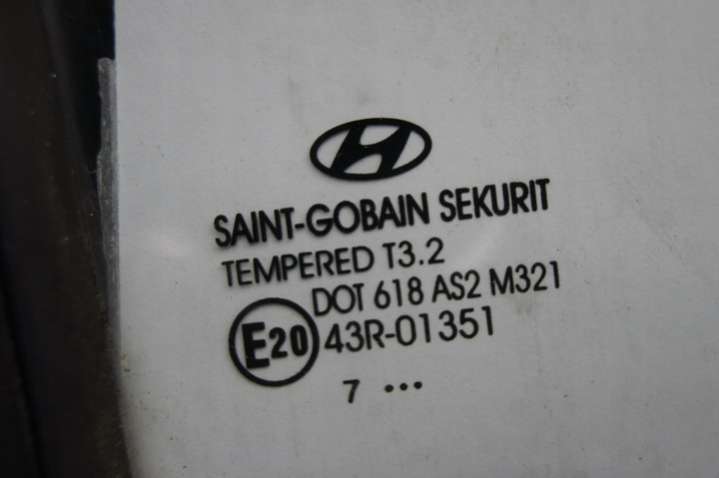 SAINT-GOBAIN SEKURIT
TEMPERED T3.2
DOT 618 AS2 M321
E20 43R-01351
7 •••